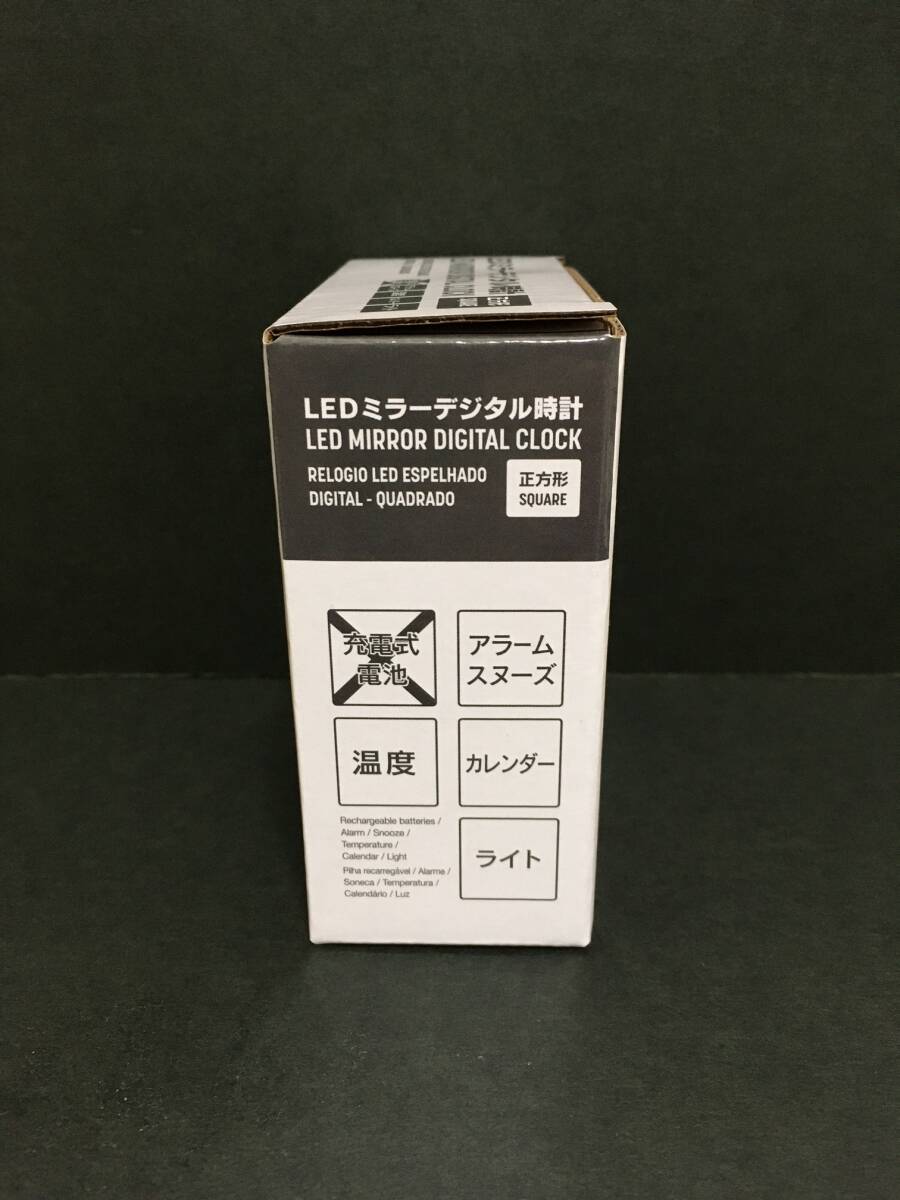 LEDミラーデジタル時計
LED MIRROR DIGITAL CLOCK
RELOGIO LED ESPELHADO
DIGITAL - QUADRADO
正方形
SQUARE
充電式
電池
アラーム
スヌーズ
温度
カレンダー
Rechargeable batteries /
Alarm / Snooze /
Temperature /
Calendar / Light
Pilha recarregável / Alarme /
Soneca / Temperatura /
Calendário / Luz
ライト